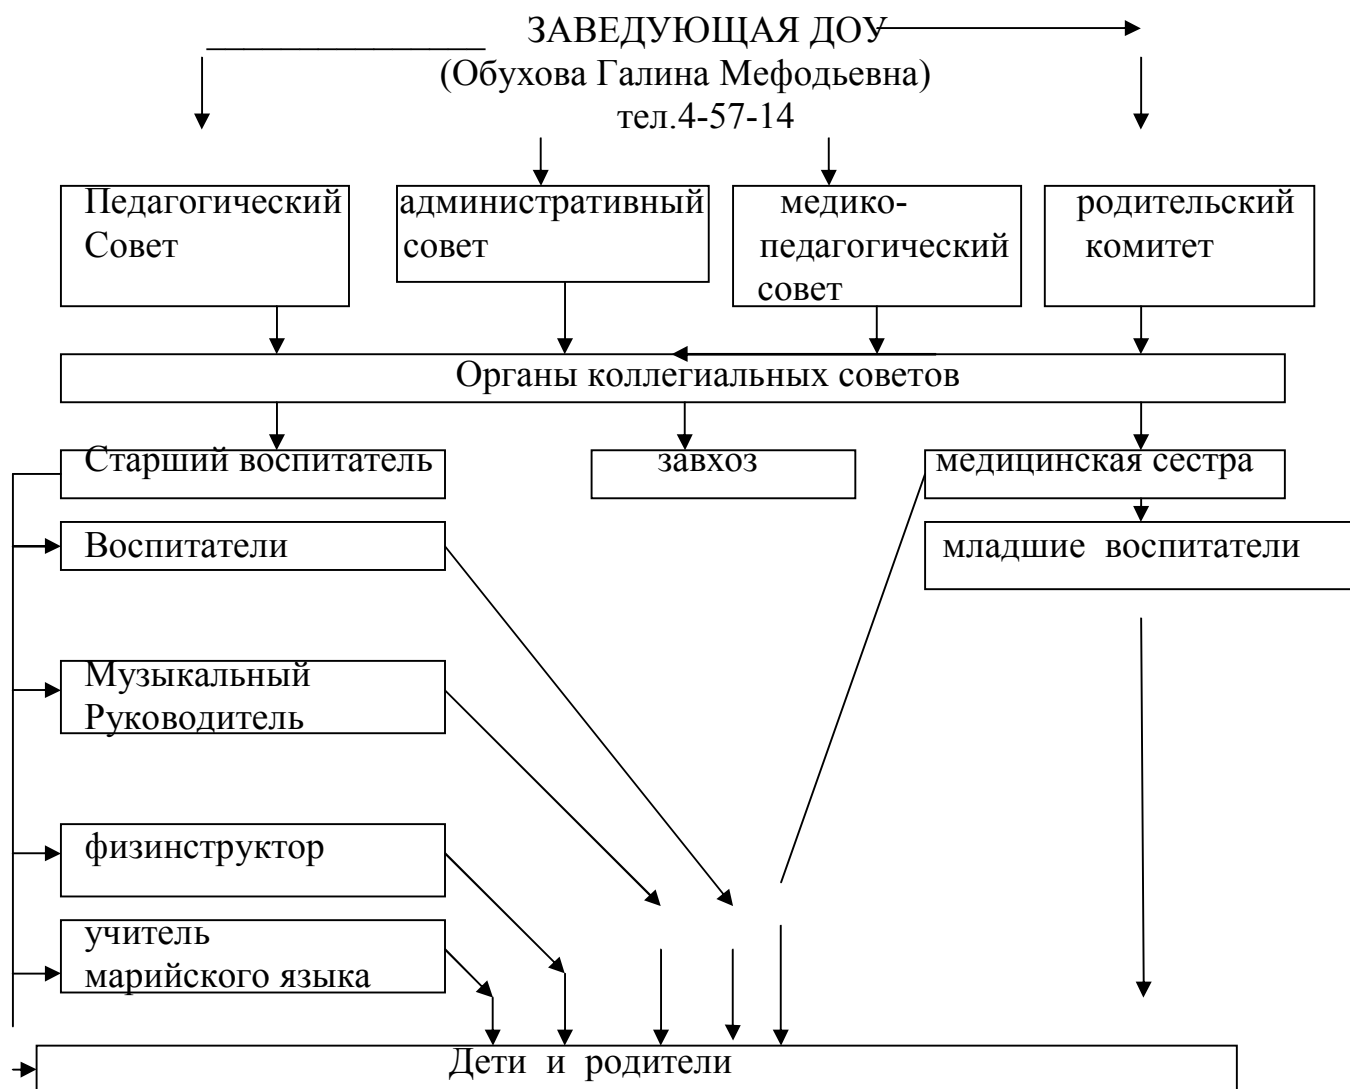 ЗАВЕДУЮЩАЯ ДОУ
(Обухова Галина Мефодьевна)
тел.4-57-14
Педагогический
Совет
административный
совет
медико-
педагогический
совет
родительский
комитет
Органы коллегиальных советов
Старший воспитатель
завхоз
медицинская сестра
Воспитатели
младшие воспитатели
Музыкальный
Руководитель
физинструктор
учитель
марийского языка
Дети и родители